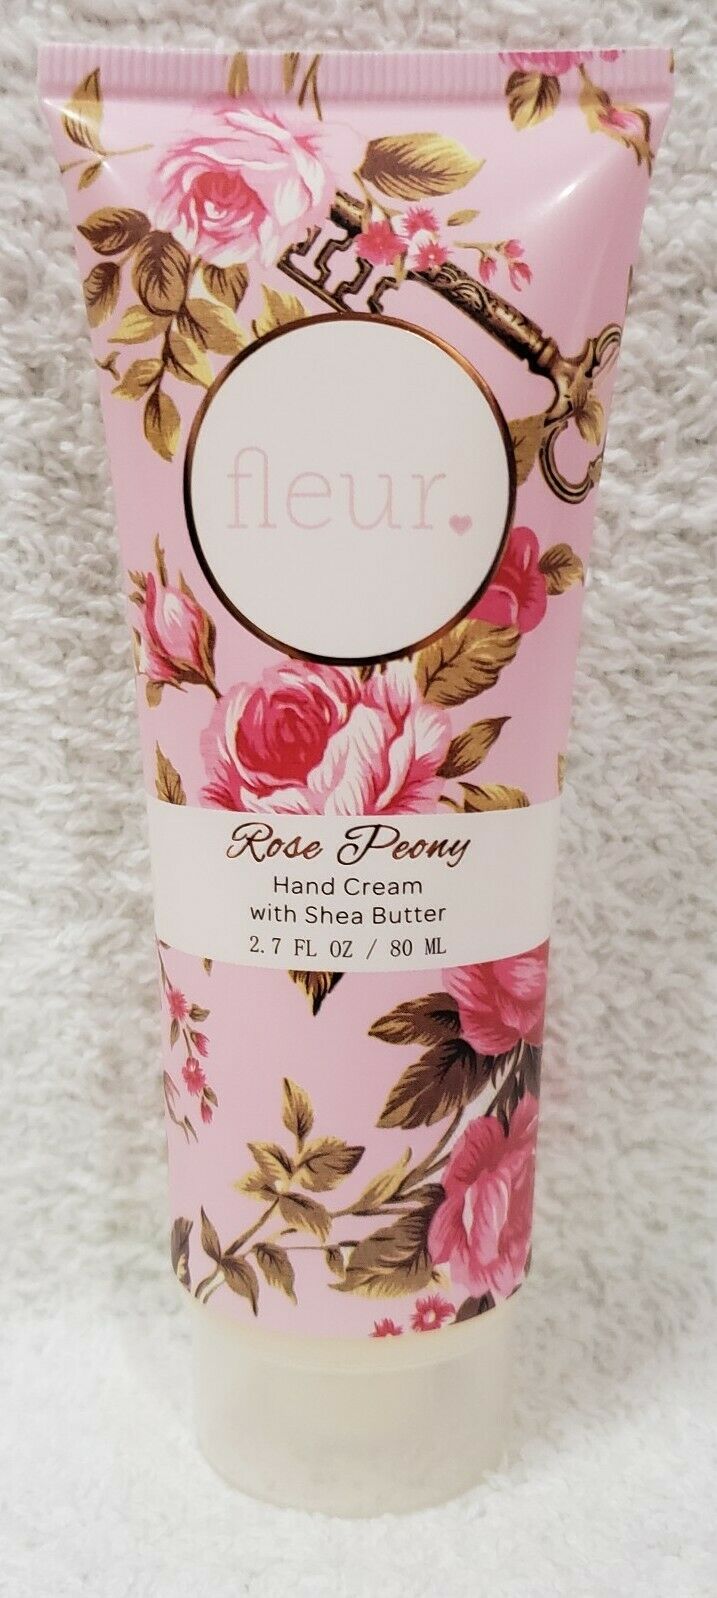 fleur.
Rose Peony
Hand Cream
with Shea Butter
2.7 FL OZ / 80 ML